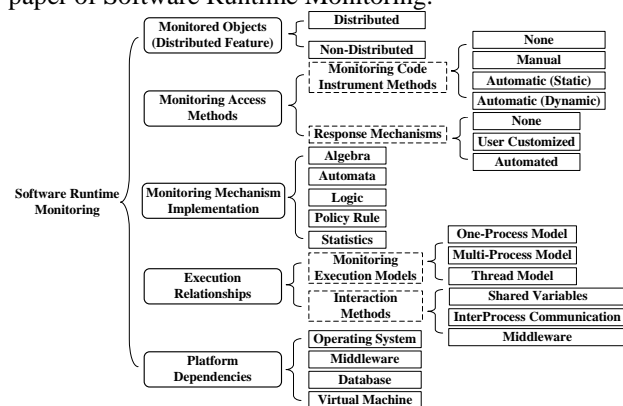 paper of Software Runtime Monitoring.
Distributed
Monitored Objects
(Distributed Feature)
Non-Distributed
None
Monitoring Code
Instrument Methods
Manual
Automatic (Static)
Automatic (Dynamic)
Monitoring Access
Methods
None
Response Mechanisms
User Customized
Automated
Software Runtime
Monitoring
Monitoring Mechanism
Implementation
Algebra
Automata
Logic
Policy Rule
Statistics
Execution
Relationships
Monitoring
Execution Models
One-Process Model
Multi-Process Model
Thread Model
Interaction
Methods
Shared Variables
InterProcess Communication
Middleware
Platform
Dependencies
Operating System
Middleware
Database
Virtual Machine